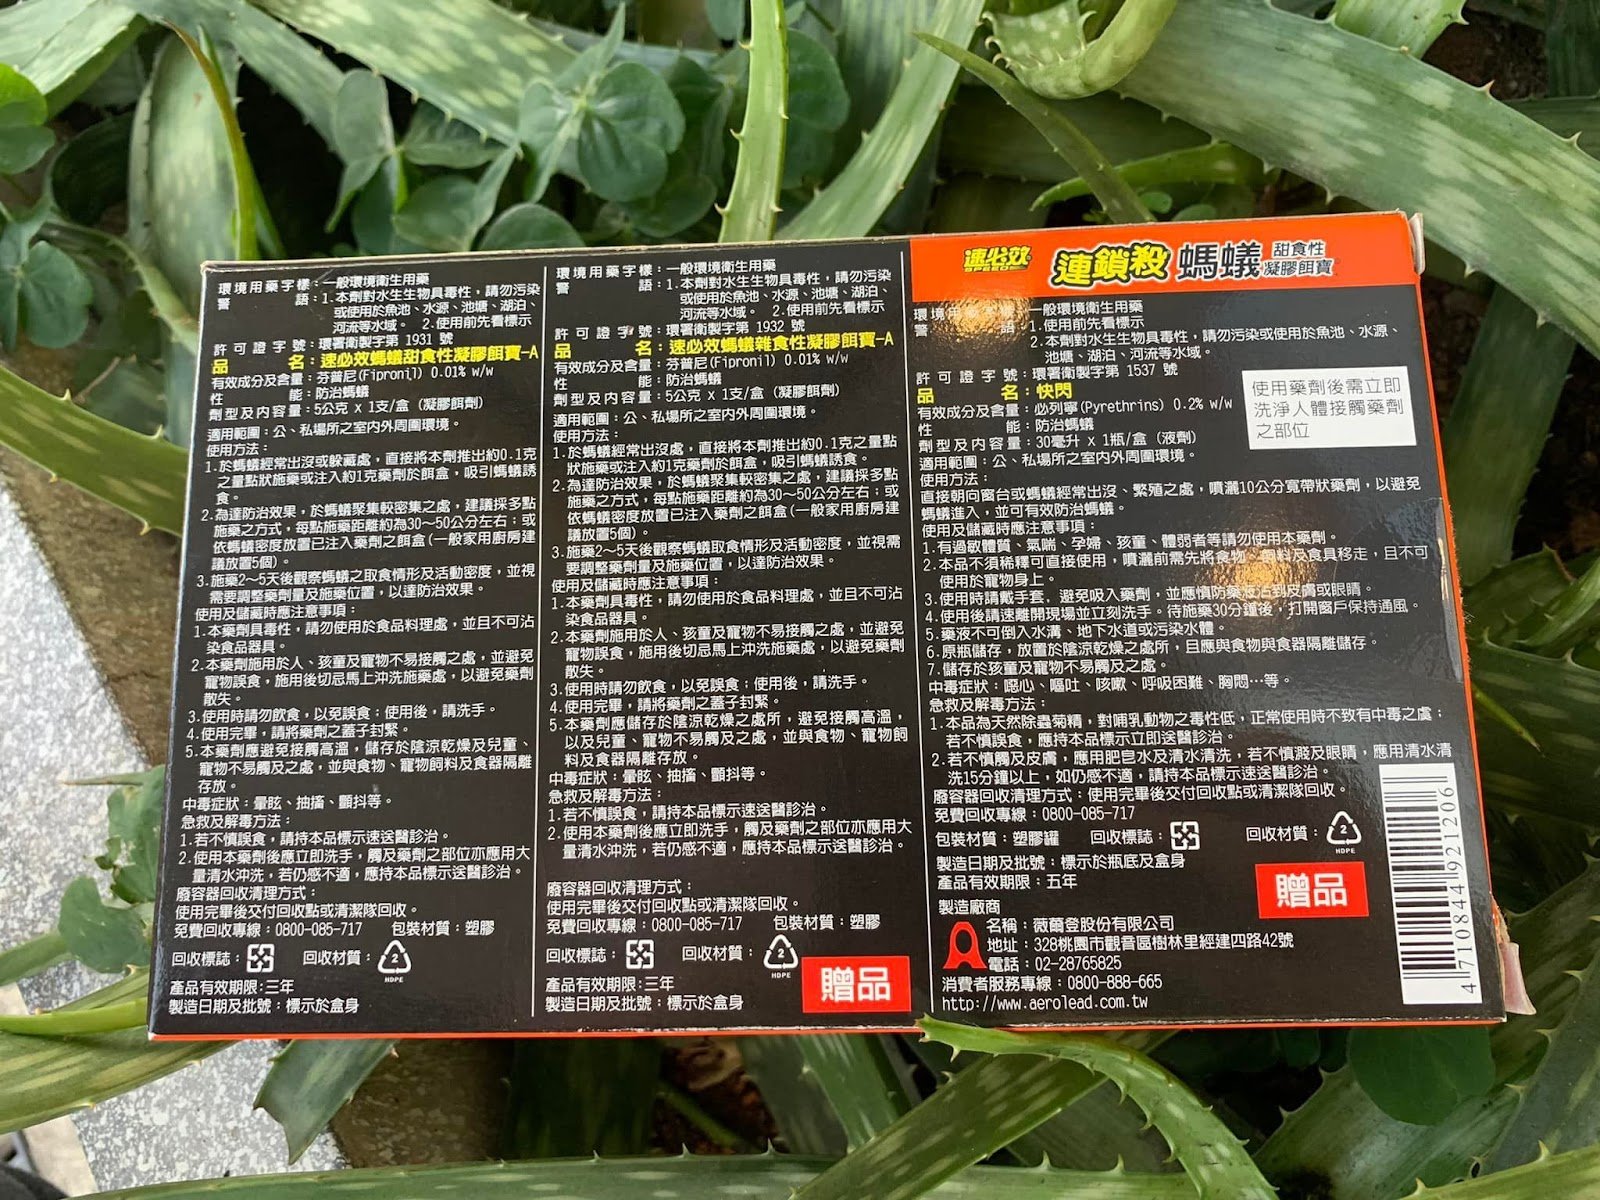 環境用藥字樣：一般環境衛生用藥
警　　　語：1.本劑對水生生物具毒性，請勿污染
或使用於魚池、水源、池塘、湖泊、
河流等水域。 2.使用前先看標示
許可證字號：環署衛製字第 1931 號
品　　　名：速必效螞蟻甜食性凝膠餌寶-A
有效成分及含量：芬普尼(Fipronil) 0.01% w/w
性　　　能：防治螞蟻
劑型及內容量：5公克 x 1支/盒 (凝膠餌劑)
適用範圍：公、私場所之室內外周圍環境。
使用方法：
1.於螞蟻經常出沒或躲藏處，直接將本劑推出約0.1克
之量點狀施藥或注入約1克藥劑於餌盒，吸引螞蟻誘
食。
2.為達防治效果，於螞蟻聚集較密集之處，建議採多點
施藥之方式，每點施藥距離約為30～50公分左右；或
依螞蟻密度放置已注入藥劑之餌盒(一般家用廚房建
議放置5個)。
3.施藥2～5天後觀察螞蟻之取食情形及活動密度，並視
需要調整藥劑量及施藥位置，以達防治效果。
使用及儲藏時應注意事項：
1.本藥劑具毒性，請勿使用於食品料理處，並且不可沾
染食品器具。
2.本藥劑施用於人、孩童及寵物不易接觸之處，並避免
寵物誤食，施用後切忌馬上沖洗施藥處，以避免藥劑
散失。
3.使用時請勿飲食，以免誤食；使用後，請洗手。
4.使用完畢，請將藥劑之蓋子封緊。
5.本藥劑應避免接觸高溫，儲存於陰涼乾燥及兒童、
寵物不易觸及之處，並與食物、寵物飼料及食器隔離
存放。
中毒症狀：暈眩、抽搐、顫抖等。
急救及解毒方法：
1.若不慎誤食，請持本品標示速送醫診治。
2.使用本藥劑後應立即洗手，觸及藥劑之部位亦應用大
量清水沖洗，若仍感不適，應持本品標示速送醫診治。
廢容器回收清理方式：
使用完畢後交付回收點或清潔隊回收。
免費回收專線：0800-085-717　包裝材質：塑膠
回收標誌：　回收材質：2
HDPE
產品有效期限：三年
製造日期及批號：標示於盒身
環境用藥字樣：一般環境衛生用藥
警　　　語：1.本劑對水生生物具毒性，請勿污染
或使用於魚池、水源、池塘、湖泊、
河流等水域。 2.使用前先看標示
許可證字號：環署衛製字第 1932 號
品　　　名：速必效螞蟻雜食性凝膠餌寶-A
有效成分及含量：芬普尼(Fipronil) 0.01% w/w
性　　　能：防治螞蟻
劑型及內容量：5公克 x 1支/盒 (凝膠餌劑)
適用範圍：公、私場所之室內外周圍環境。
使用方法：
1.於螞蟻經常出沒處，直接將本劑推出約0.1克之量點
狀施藥或注入約1克藥劑於餌盒，吸引螞蟻誘食。
2.為達防治效果，於螞蟻聚集較密集之處，建議採多點
施藥之方式，每點施藥距離約為30～50公分左右；或
依螞蟻密度放置已注入藥劑之餌盒(一般家用廚房建
議放置5個)。
3.施藥2～5天後觀察螞蟻取食情形及活動密度，並視需
要調整藥劑量及施藥位置，以達防治效果。
使用及儲藏時應注意事項：
1.本藥劑具毒性，請勿使用於食品料理處，並且不可沾
染食品器具。
2.本藥劑施用於人、孩童及寵物不易接觸之處，並避免
寵物誤食，施用後切忌馬上沖洗施藥處，以避免藥劑
散失。
3.使用時請勿飲食，以免誤食；使用後，請洗手。
4.使用完畢，請將藥劑之蓋子封緊。
5.本藥劑應儲存於陰涼乾燥之處所，避免接觸高溫，
以及兒童、寵物不易觸及之處，並與食物、寵物飼
料及食器隔離存放。
中毒症狀：暈眩、抽搐、顫抖等。
急救及解毒方法：
1.若不慎誤食，請持本品標示速送醫診治。
2.使用本藥劑後應立即洗手，觸及藥劑之部位亦應用大
量清水沖洗，若仍感不適，應持本品標示速送醫診治。
廢容器回收清理方式：
使用完畢後交付回收點或清潔隊回收。
免費回收專線：0800-085-717　包裝材質：塑膠
回收標誌：　回收材質：2
HDPE
產品有效期限：三年
製造日期及批號：標示於盒身
贈品
速必效
SPEED
連鎖殺 螞蟻 甜食性
凝膠餌寶
環境用藥字樣：一般環境衛生用藥
警　　　語：1.使用前先看標示
2.本劑對水生生物具毒性，請勿污染或使用於魚池、水源、
池塘、湖泊、河流等水域。
許可證字號：環署衛製字第 1537 號
品　　　名：快閃
有效成分及含量：必列寧(Pyrethrins) 0.2% w/w
性　　　能：防治螞蟻
劑型及內容量：30毫升 x 1瓶/盒 (液劑)
適用範圍：公、私場所之室內外周圍環境。
使用藥劑後需立即
洗淨人體接觸藥劑
之部位
使用方法：
直接朝向窗台或螞蟻經常出沒、繁殖之處，噴灑10公分寬帶狀藥劑，以避免
螞蟻進入，並可有效防治螞蟻。
使用及儲藏時應注意事項：
1.有過敏體質、氣喘、孕婦、孩童、體弱者等請勿使用本藥劑。
2.本品不須稀釋可直接使用，噴灑前需先將食物、飼料及食具移走，且不可
使用於寵物身上。
3.使用時請戴手套，避免吸入藥劑，並應慎防藥液沾到皮膚或眼睛。
4.使用後請速離開現場並立刻洗手。待施藥30分鐘後，打開窗戶保持通風。
5.藥液不可倒入水溝、地下水道或污染水體。
6.原瓶儲存，放置於陰涼乾燥之處所，且應與食物與食器隔離儲存。
7.儲存於孩童及寵物不易觸及之處。
中毒症狀：噁心、嘔吐、咳嗽、呼吸困難、胸悶…等。
急救及解毒方法：
1.本品為天然除蟲菊精，對哺乳動物之毒性低，正常使用時不致有中毒之虞；
若不慎誤食，應持本品標示立即送醫診治。
2.若不慎觸及皮膚，應用肥皂水及清水清洗，若不慎濺及眼睛，應用清水清
洗15分鐘以上，如仍感不適，請持本品標示速送醫診治。
廢容器回收清理方式：使用完畢後交付回收點或清潔隊回收。
免費回收專線：0800-085-717
包裝材質：塑膠罐　回收標誌：　回收材質：2
HDPE
製造日期及批號：標示於瓶底及盒身
產品有效期限：五年
贈品
製造廠商
名稱：薇爾登股份有限公司
地址：328桃園市觀音區樹林里經建四路42號
電話：02-28765825
消費者服務專線：0800-888-665
http://www.aerolead.com.tw
4 710844 921206